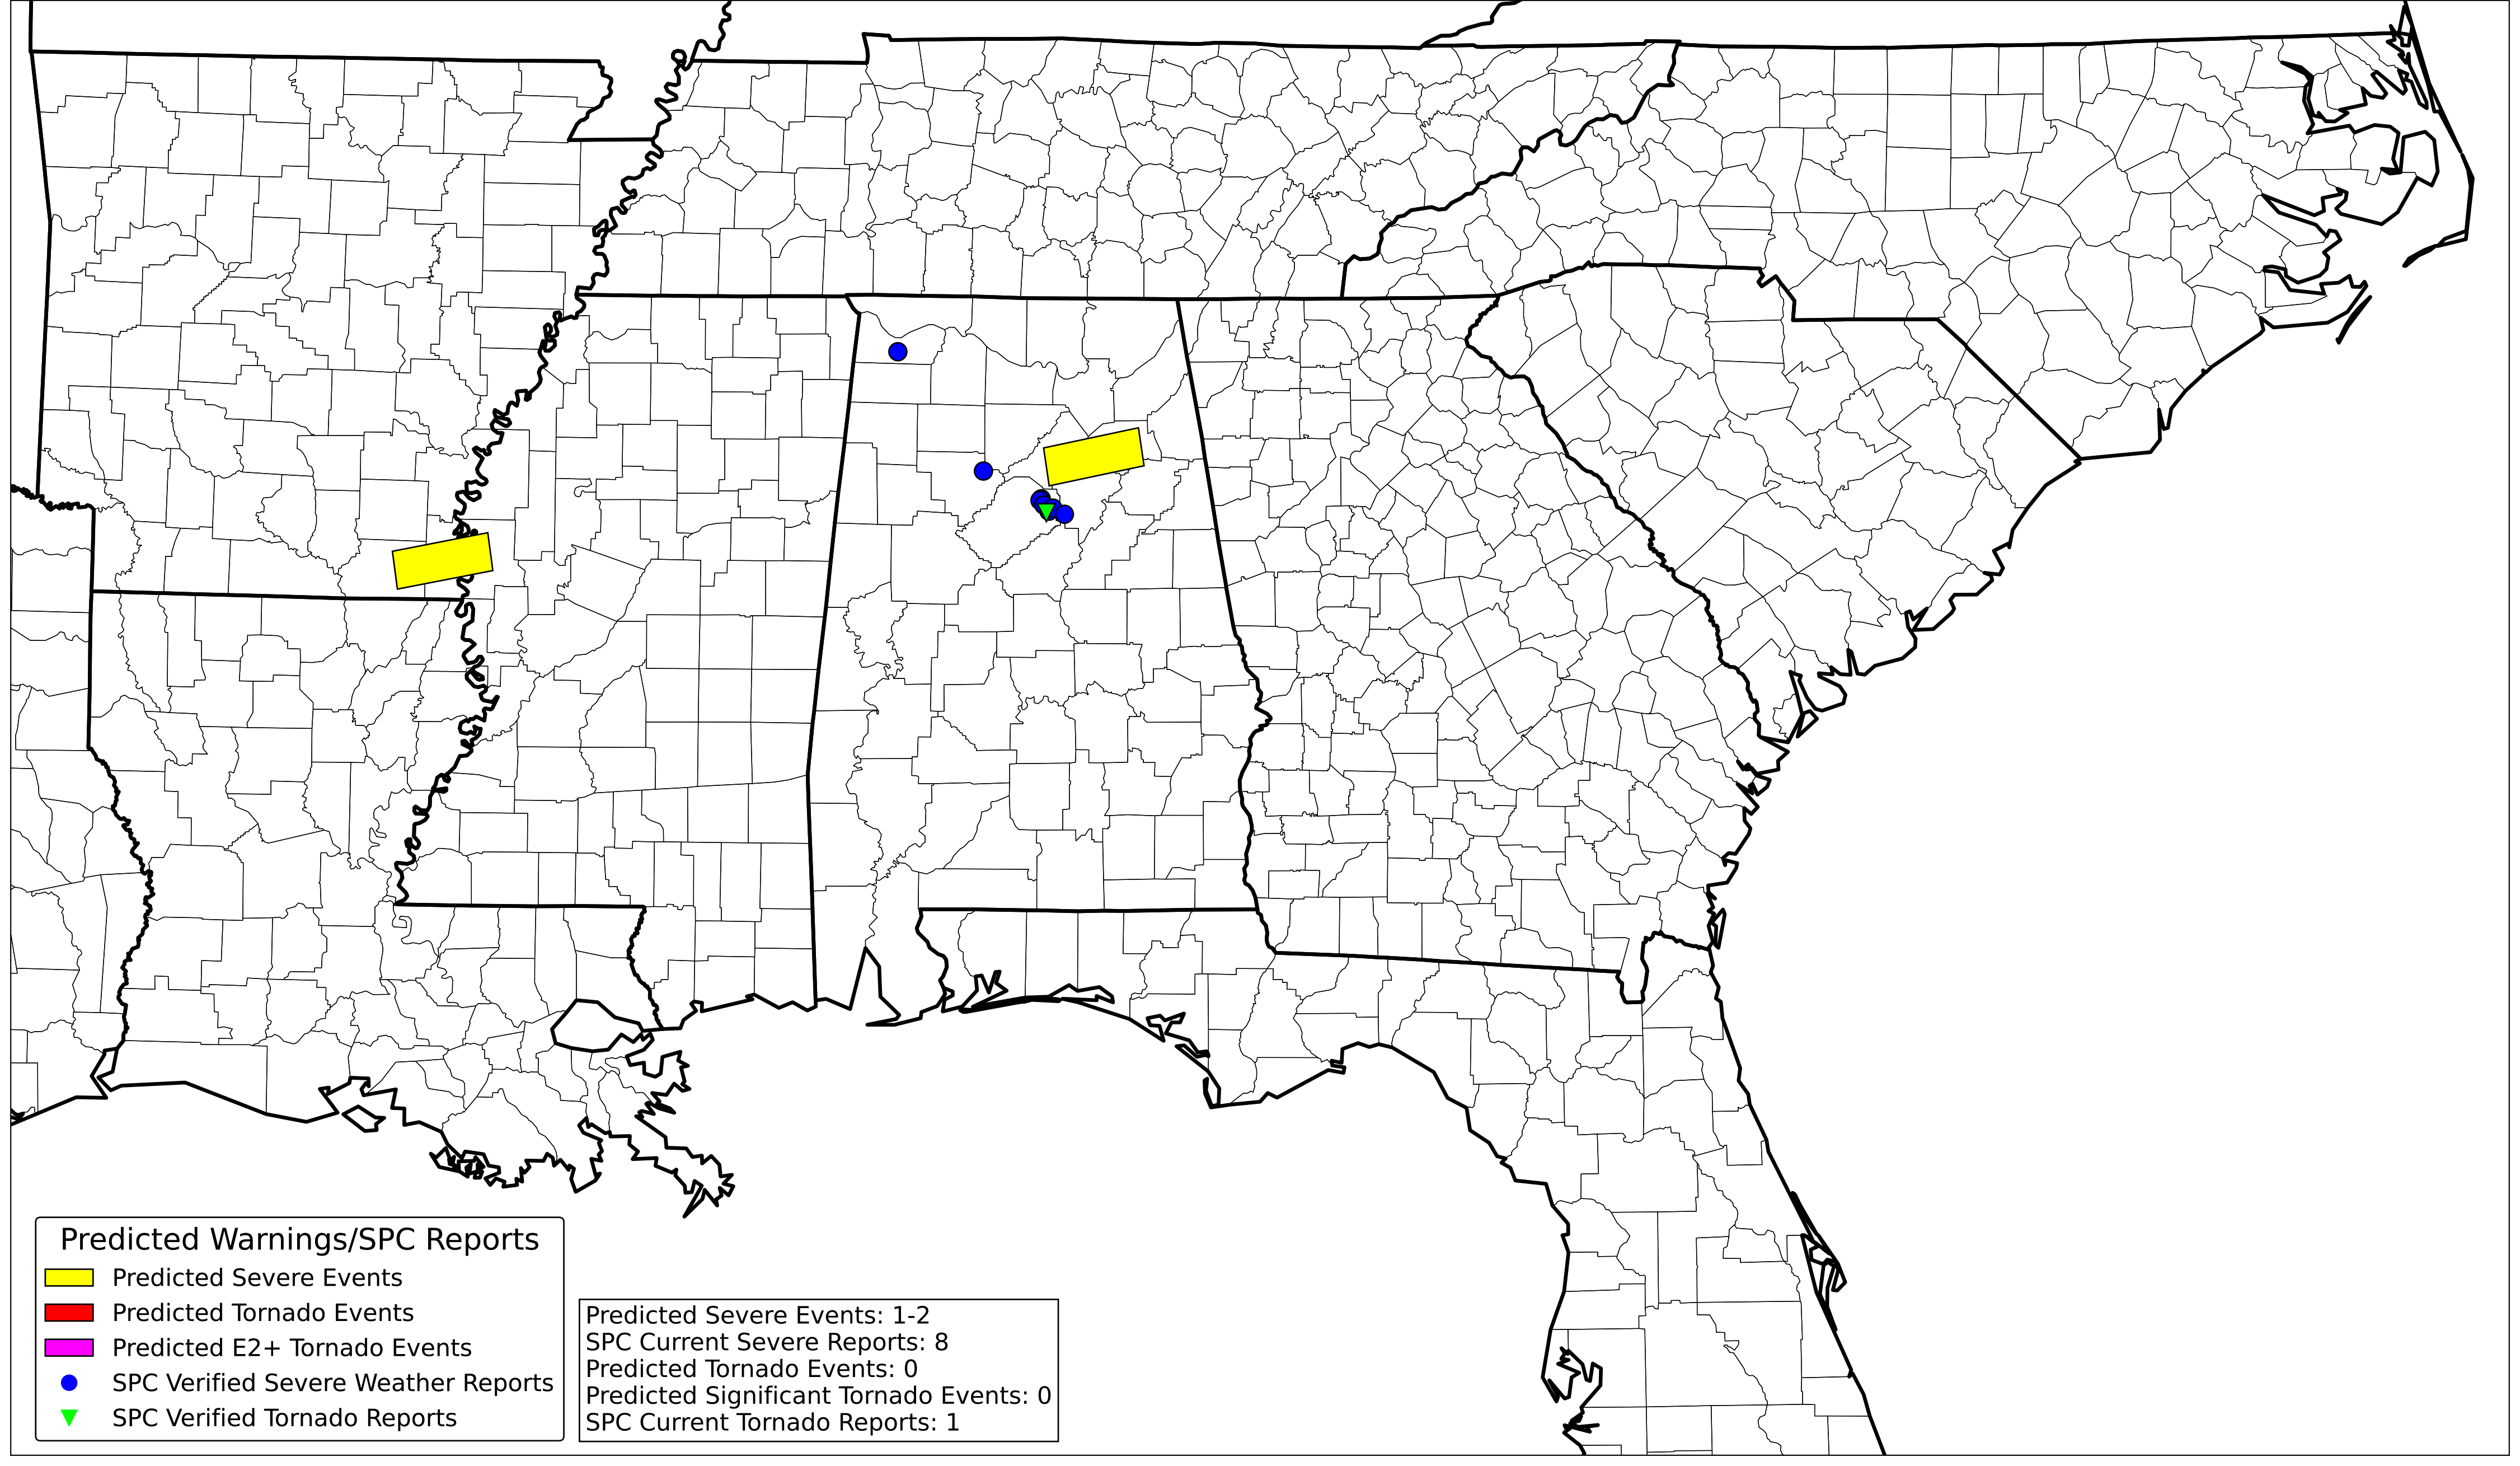 Predicted Warnings/SPC Reports
Predicted Severe Events
Predicted Tornado Events
Predicted E2+ Tornado Events
SPC Verified Severe Weather Reports
SPC Verified Tornado Reports
Predicted Severe Events: 1-2
SPC Current Severe Reports: 8
Predicted Tornado Events: 0
Predicted Significant Tornado Events: 0
SPC Current Tornado Reports: 1